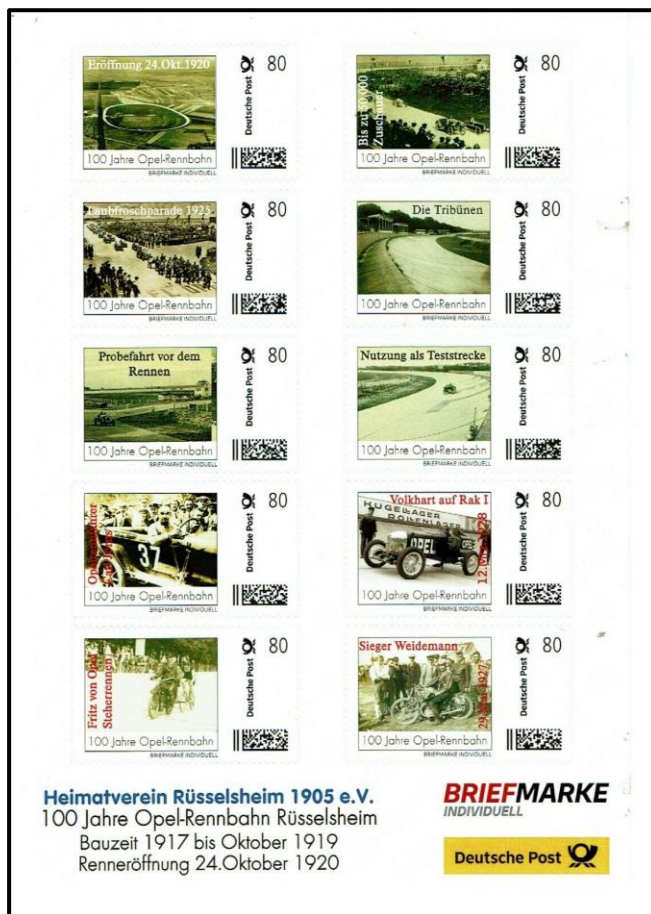 Eröffnung 24.Okt.1920
Deutsche Post
80
100 Jahre Opel-Rennbahn
BRIEFMARKE INDIVIDUELL
Bis zu 50.000
Zuschauer
Deutsche Post
80
100 Jahre Opel-Rennbahn
BRIEFMARKE INDIVIDUELL
Laubfroschparade 1925
Deutsche Post
80
100 Jahre Opel-Rennbahn
BRIEFMARKE INDIVIDUELL
Die Tribünen
Deutsche Post
80
100 Jahre Opel-Rennbahn
BRIEFMARKE INDIVIDUELL
Probefahrt vor dem
Rennen
Deutsche Post
80
100 Jahre Opel-Rennbahn
BRIEFMARKE INDIVIDUELL
Nutzung als Teststrecke
Deutsche Post
80
100 Jahre Opel-Rennbahn
BRIEFMARKE INDIVIDUELL
37
Deutsche Post
80
100 Jahre Opel-Rennbahn
BRIEFMARKE INDIVIDUELL
Volkhart auf Rak I
KUGELLAGER
ROLLENLAGER
OPEL
Deutsche Post
80
100 Jahre Opel-Rennbahn
BRIEFMARKE INDIVIDUELL
Fritz von Opel
Steherrennen
Deutsche Post
80
100 Jahre Opel-Rennbahn
BRIEFMARKE INDIVIDUELL
Sieger Weidemann
29.Mai 1927
Deutsche Post
80
100 Jahre Opel-Rennbahn
BRIEFMARKE INDIVIDUELL
Heimatverein Rüsselsheim 1905 e.V.
100 Jahre Opel-Rennbahn Rüsselsheim
Bauzeit 1917 bis Oktober 1919
Renneröffnung 24.Oktober 1920
BRIEFMARKE
INDIVIDUELL
Deutsche Post